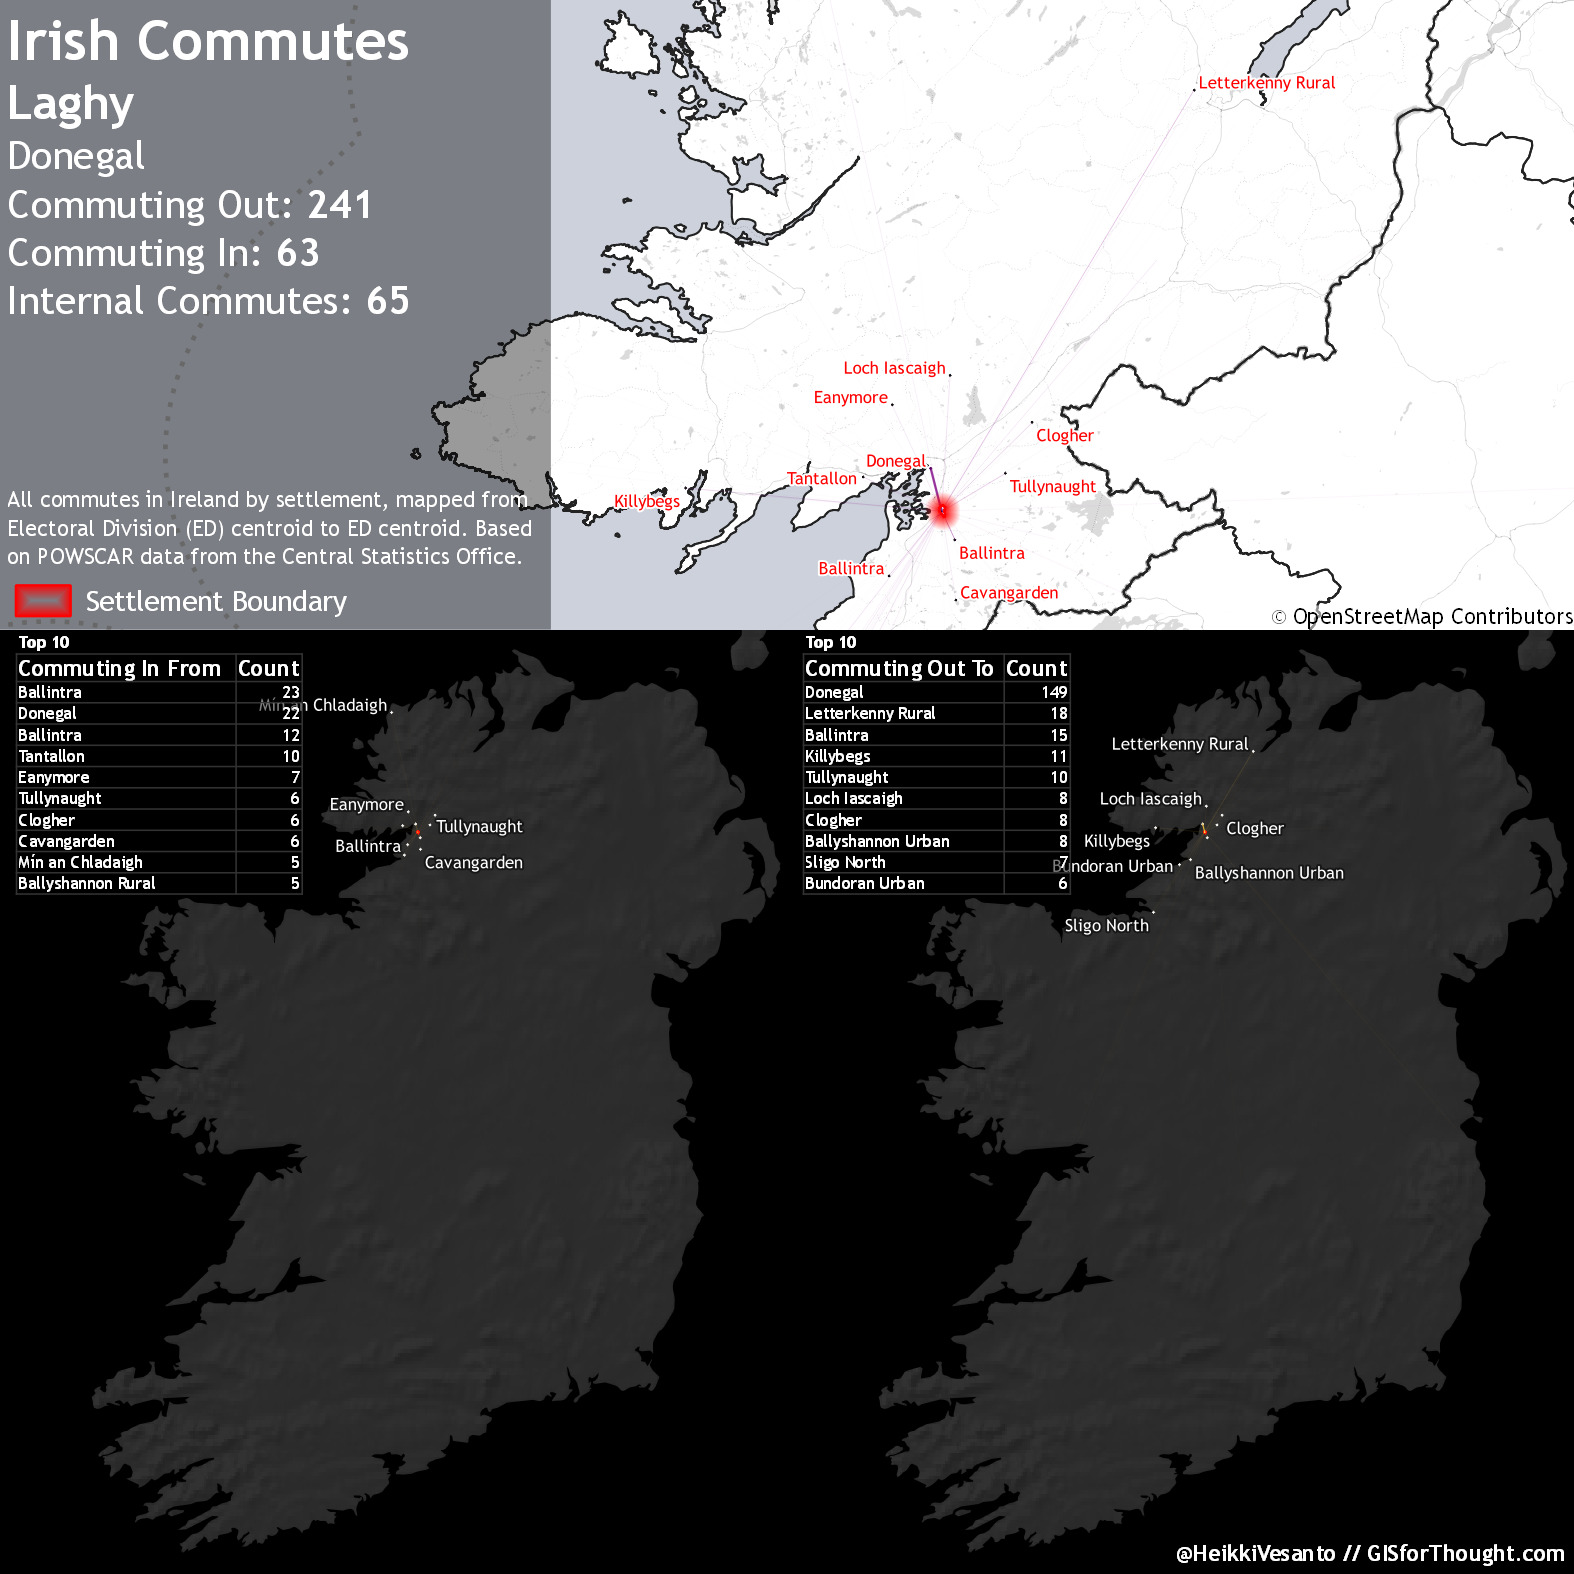 Irish Commutes
Laghy
Donegal
Commuting Out: 241
Commuting In: 63
Internal Commutes: 65
All commutes in Ireland by settlement, mapped from
Electoral Division (ED) centroid to ED centroid. Based
on POWSCAR data from the Central Statistics Office.
Settlement Boundary
Letterkenny Rural
Loch Iascaigh
Eanymore
Clogher
Donegal
Tantallon
Tullynaught
Killybegs
Ballintra
Ballintra
Cavangarden
© OpenStreetMap Contributors
Top 10
Commuting In From Count
Ballintra 23
Donegal 22
Ballintra 12
Tantallon 10
Eanymore 7
Tullynaught 6
Clogher 6
Cavangarden 6
Mín an Chladaigh 5
Ballyshannon Rural 5
Mín an Chladaigh
Eanymore
Tullynaught
Ballintra
Cavangarden
Top 10
Commuting Out To Count
Donegal 149
Letterkenny Rural 18
Ballintra 15
Killybegs 11
Tullynaught 10
Loch Iascaigh 8
Clogher 8
Ballyshannon Urban 8
Sligo North 7
Bundoran Urban 6
Letterkenny Rural
Loch Iascaigh
Clogher
Killybegs
Bundoran Urban
Ballyshannon Urban
Sligo North
@HeikkiVesanto // GISforThought.com